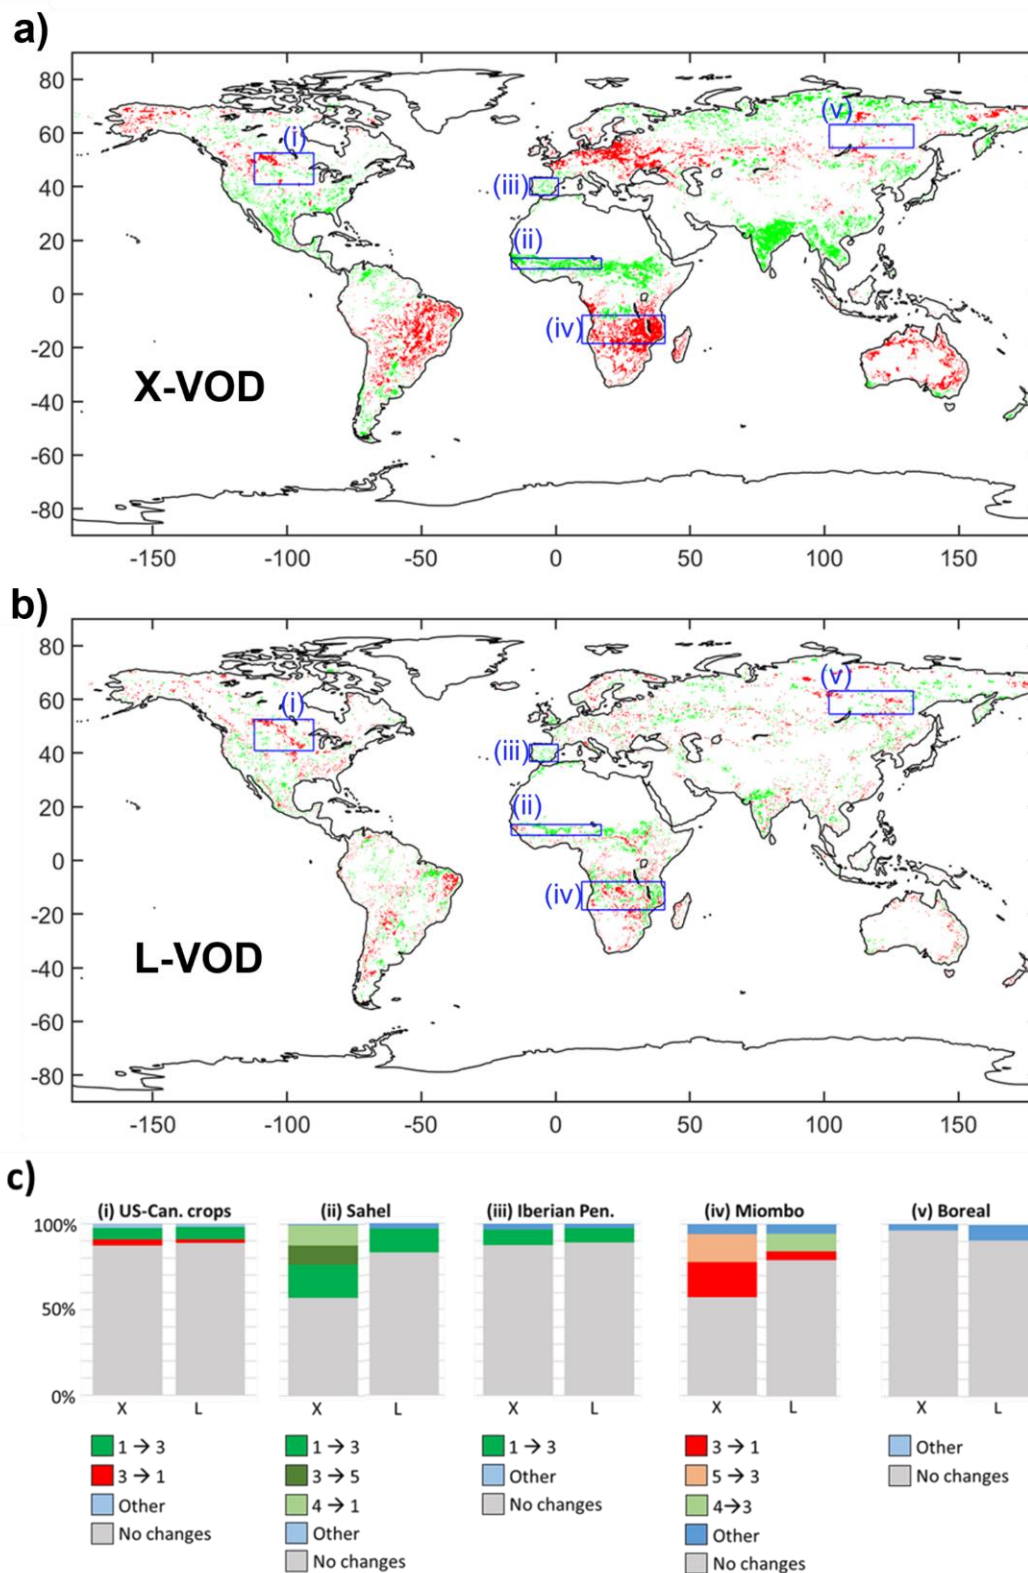 a)
80
60
40
20
0
-20
-40
-60
-80
(i)
(ii)
(iii)
(iv)
(v)
X-VOD
-150 -100 -50 0 50 100 150
b)
80
60
40
20
0
-20
-40
-60
-80
(i)
(ii)
(iii)
(iv)
(v)
L-VOD
-150 -100 -50 0 50 100 150
c)
(i) US-Can. crops (ii) Sahel (iii) Iberian Pen. (iv) Miombo (v) Boreal
100%
50%
0%
X L X L X L X L X L
1 → 3
3 → 1
Other
No changes
1 → 3
3 → 5
4 → 1
Other
No changes
1 → 3
Other
No changes
3 → 1
5 → 3
4→3
Other
No changes
Other
No changes